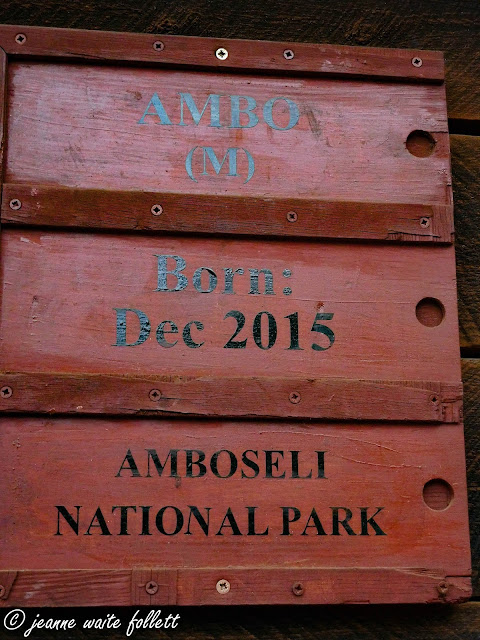 AMBO
(M)
Born:
Dec 2015
AMBOSELI
NATIONAL PARK
© jeanne waite follett